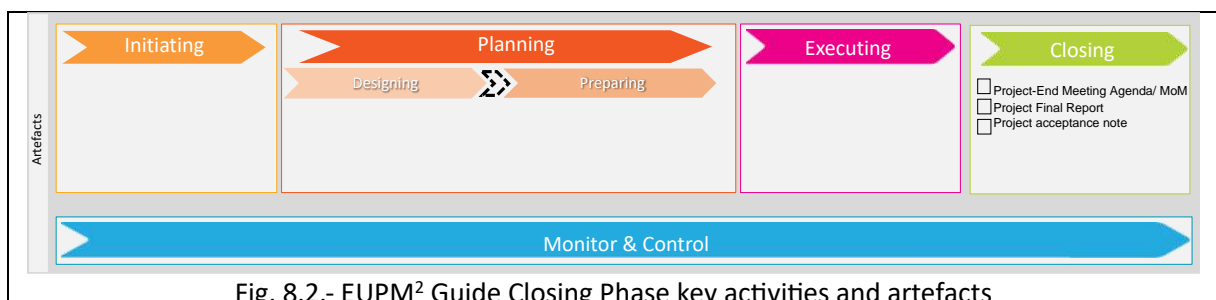 Initiating
Planning
Executing
Closing
Designing
Preparing
Project-End Meeting Agenda/ MoM
Project Final Report
Project acceptance note
Artefacts
Monitor & Control
Fig. 8.2.- EUPM² Guide Closing Phase key activities and artefacts